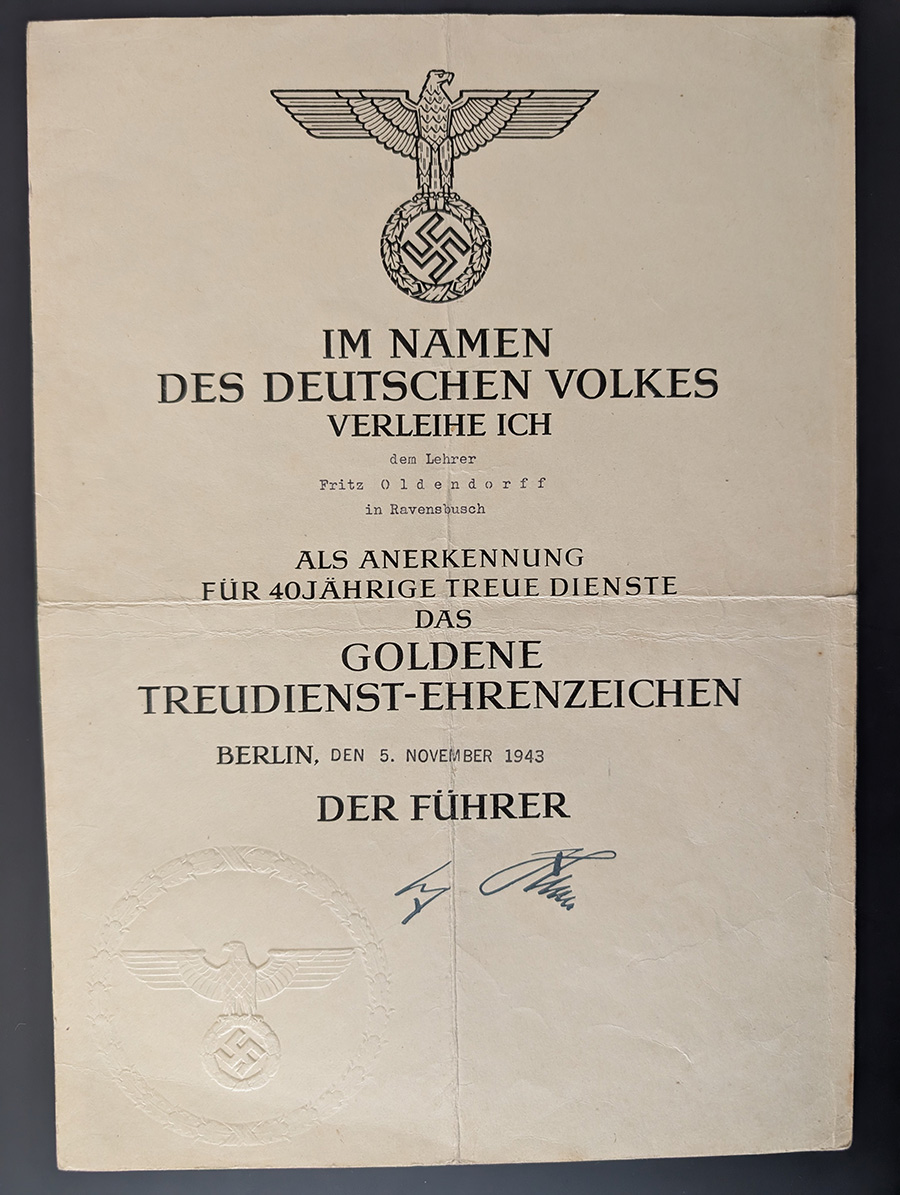 IM NAMEN
DES DEUTSCHEN VOLKES
VERLEIHE ICH
dem Lehrer
Fritz O l d e n d o r f f
in Ravensbusch
ALS ANERKENNUNG
FÜR 40JÄHRIGE TREUE DIENSTE
DAS
GOLDENE
TREUDIENST-EHRENZEICHEN
BERLIN, DEN 5. NOVEMBER 1943
DER FÜHRER